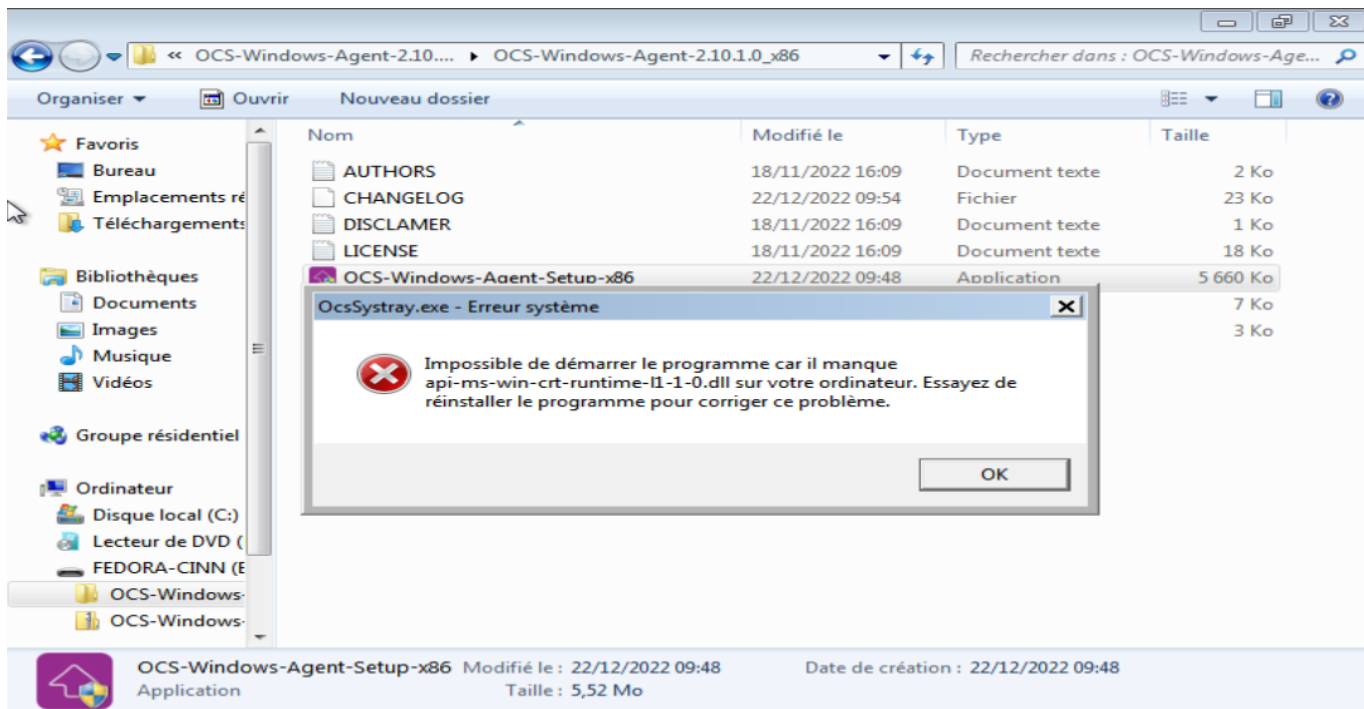 « OCS-Windows-Agent-2.10.... ▸ OCS-Windows-Agent-2.10.1.0_x86
Rechercher dans : OCS-Windows-Age...
Organiser Ouvrir Nouveau dossier
Favoris
Bureau
Emplacements ré
Téléchargements
Bibliothèques
Documents
Images
Musique
Vidéos
Groupe résidentiel
Ordinateur
Disque local (C:)
Lecteur de DVD (
FEDORA-CINN (E
OCS-Windows-
OCS-Windows-
Nom Modifié le Type Taille
AUTHORS 18/11/2022 16:09 Document texte 2 Ko
CHANGELOG 22/12/2022 09:54 Fichier 23 Ko
DISCLAMER 18/11/2022 16:09 Document texte 1 Ko
LICENSE 18/11/2022 16:09 Document texte 18 Ko
OCS-Windows-Agent-Setup-x86 22/12/2022 09:48 Application 5 660 Ko
7 Ko
3 Ko
OcsSystray.exe - Erreur système
Impossible de démarrer le programme car il manque
api-ms-win-crt-runtime-l1-1-0.dll sur votre ordinateur. Essayez de
réinstaller le programme pour corriger ce problème.
OK
OCS-Windows-Agent-Setup-x86 Modifié le : 22/12/2022 09:48 Date de création : 22/12/2022 09:48
Application Taille : 5,52 Mo